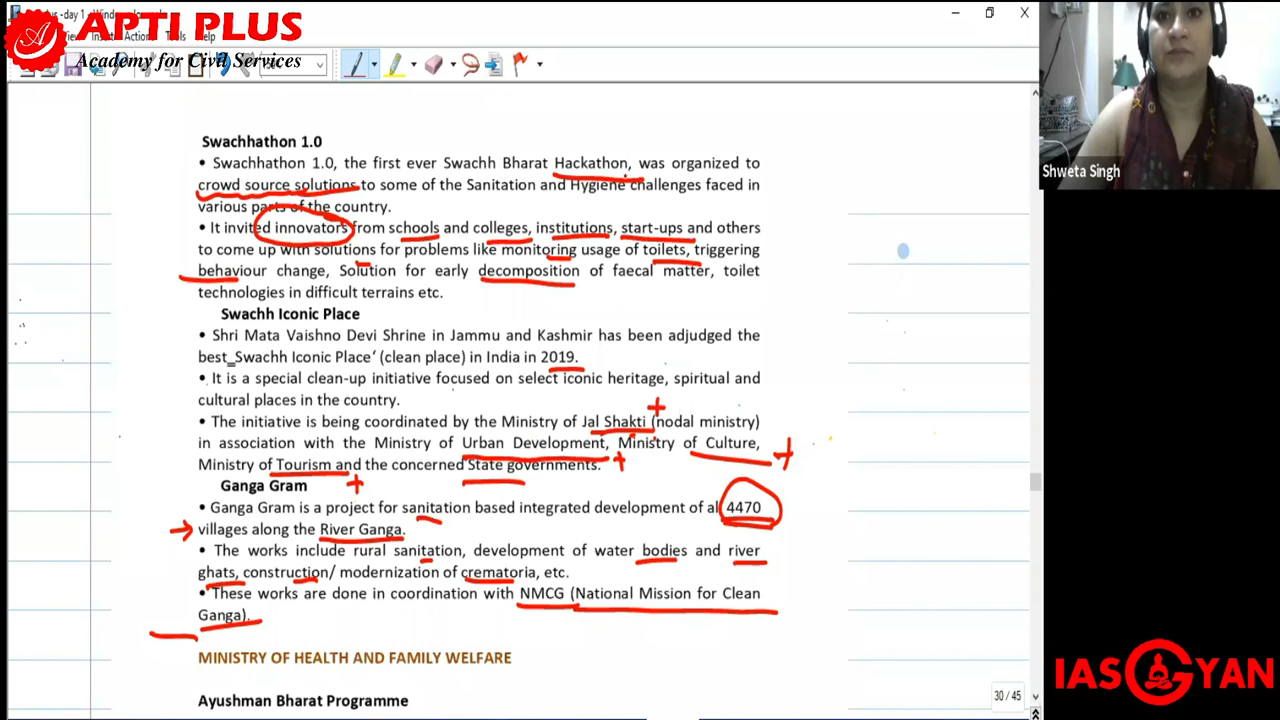 APTI PLUS
Academy for Civil Services
Shweta Singh
Swachhathon 1.0
• Swachhathon 1.0, the first ever Swachh Bharat Hackathon, was organized to
crowd source solutions to some of the Sanitation and Hygiene challenges faced in
various parts of the country.
• It invited innovators from schools and colleges, institutions, start-ups and others
to come up with solutions for problems like monitoring usage of toilets, triggering
behaviour change, Solution for early decomposition of faecal matter, toilet
technologies in difficult terrains etc.
Swachh Iconic Place
• Shri Mata Vaishno Devi Shrine in Jammu and Kashmir has been adjudged the
best_Swachh Iconic Place‘ (clean place) in India in 2019.
• It is a special clean-up initiative focused on select iconic heritage, spiritual and
cultural places in the country.
• The initiative is being coordinated by the Ministry of Jal Shakti (nodal ministry)
in association with the Ministry of Urban Development, Ministry of Culture,
Ministry of Tourism and the concerned State governments.
Ganga Gram
• Ganga Gram is a project for sanitation based integrated development of al 4470
villages along the River Ganga.
• The works include rural sanitation, development of water bodies and river
ghats, construction/ modernization of crematoria, etc.
• These works are done in coordination with NMCG (National Mission for Clean
Ganga).
MINISTRY OF HEALTH AND FAMILY WELFARE
Ayushman Bharat Programme
30 / 45
IAS GYAN